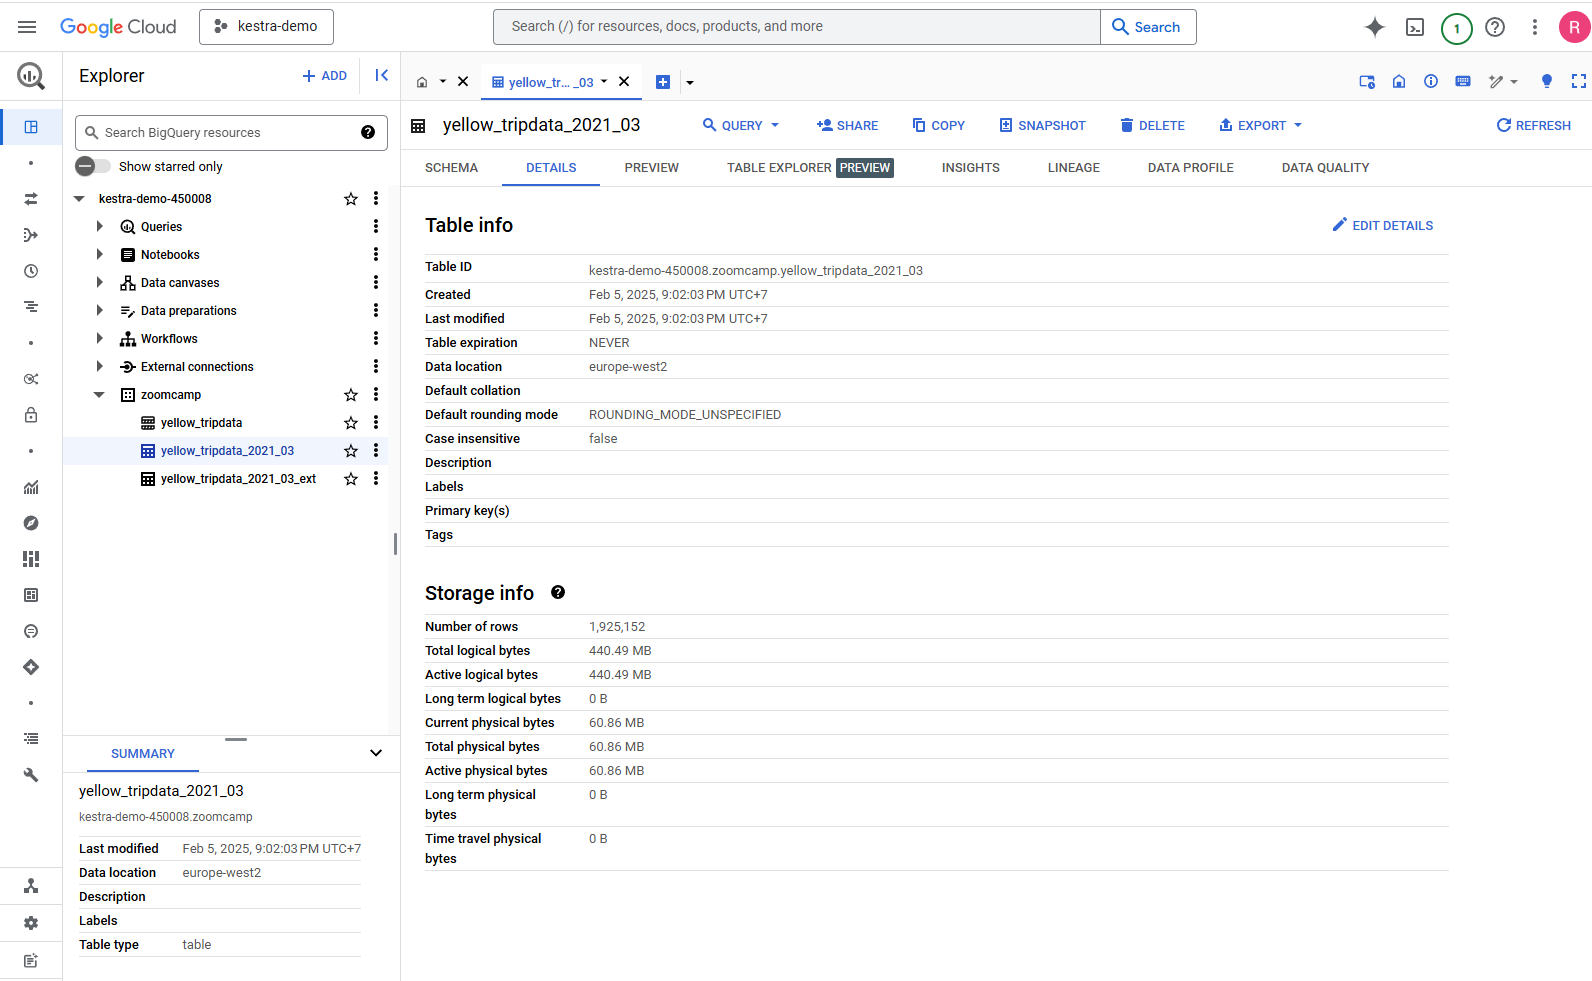 Google Cloud
kestra-demo
Search (/) for resources, docs, products, and more
Search
1
R
Explorer
ADD
yellow_tr... _03
Search BigQuery resources
Show starred only
kestra-demo-450008
Queries
Notebooks
Data canvases
Data preparations
Workflows
External connections
zoomcamp
yellow_tripdata
yellow_tripdata_2021_03
yellow_tripdata_2021_03_ext
SUMMARY
yellow_tripdata_2021_03
kestra-demo-450008.zoomcamp
Last modified Feb 5, 2025, 9:02:03 PM UTC+7
Data location europe-west2
Description
Labels
Table type table
yellow_tripdata_2021_03
QUERY SHARE COPY SNAPSHOT DELETE EXPORT REFRESH
SCHEMA DETAILS PREVIEW TABLE EXPLORER PREVIEW INSIGHTS LINEAGE DATA PROFILE DATA QUALITY
Table info
EDIT DETAILS
Table ID kestra-demo-450008.zoomcamp.yellow_tripdata_2021_03
Created Feb 5, 2025, 9:02:03 PM UTC+7
Last modified Feb 5, 2025, 9:02:03 PM UTC+7
Table expiration NEVER
Data location europe-west2
Default collation
Default rounding mode ROUNDING_MODE_UNSPECIFIED
Case insensitive false
Description
Labels
Primary key(s)
Tags
Storage info
Number of rows 1,925,152
Total logical bytes 440.49 MB
Active logical bytes 440.49 MB
Long term logical bytes 0 B
Current physical bytes 60.86 MB
Total physical bytes 60.86 MB
Active physical bytes 60.86 MB
Long term physical 0 B
bytes
Time travel physical 0 B
bytes